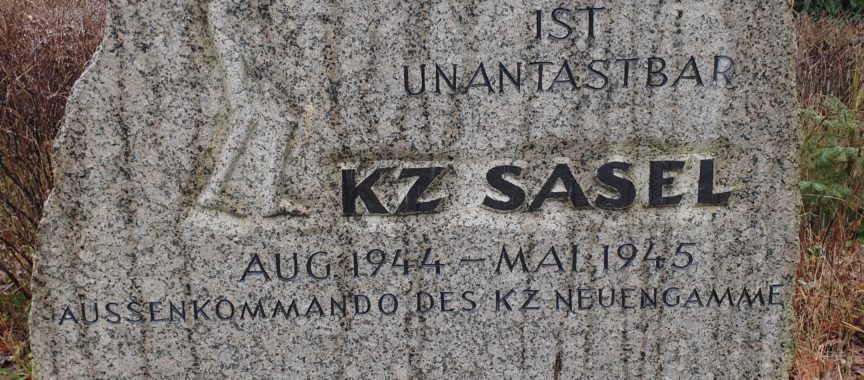 IST
UNANTASTBAR
KZ SASEL
AUG 1944 – MAI 1945
AUSSENKOMMANDO DES KZ NEUENGAMME